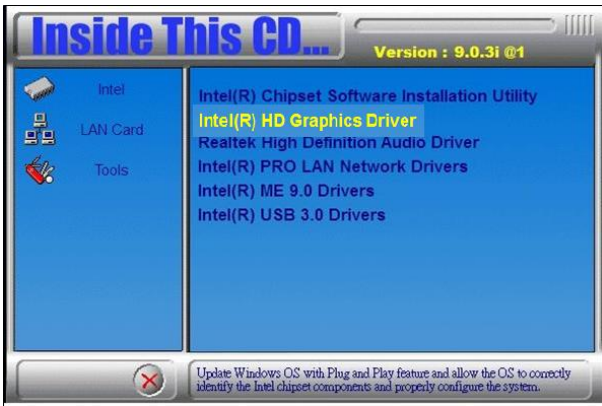 Inside This CD...
Version : 9.0.3i @1
Intel
LAN Card
Tools
Intel(R) Chipset Software Installation Utility
Intel(R) HD Graphics Driver
Realtek High Definition Audio Driver
Intel(R) PRO LAN Network Drivers
Intel(R) ME 9.0 Drivers
Intel(R) USB 3.0 Drivers
Update Windows OS with Plug and Play feature and allow the OS to correctly
identify the Intel chipset components and properly configure the system.